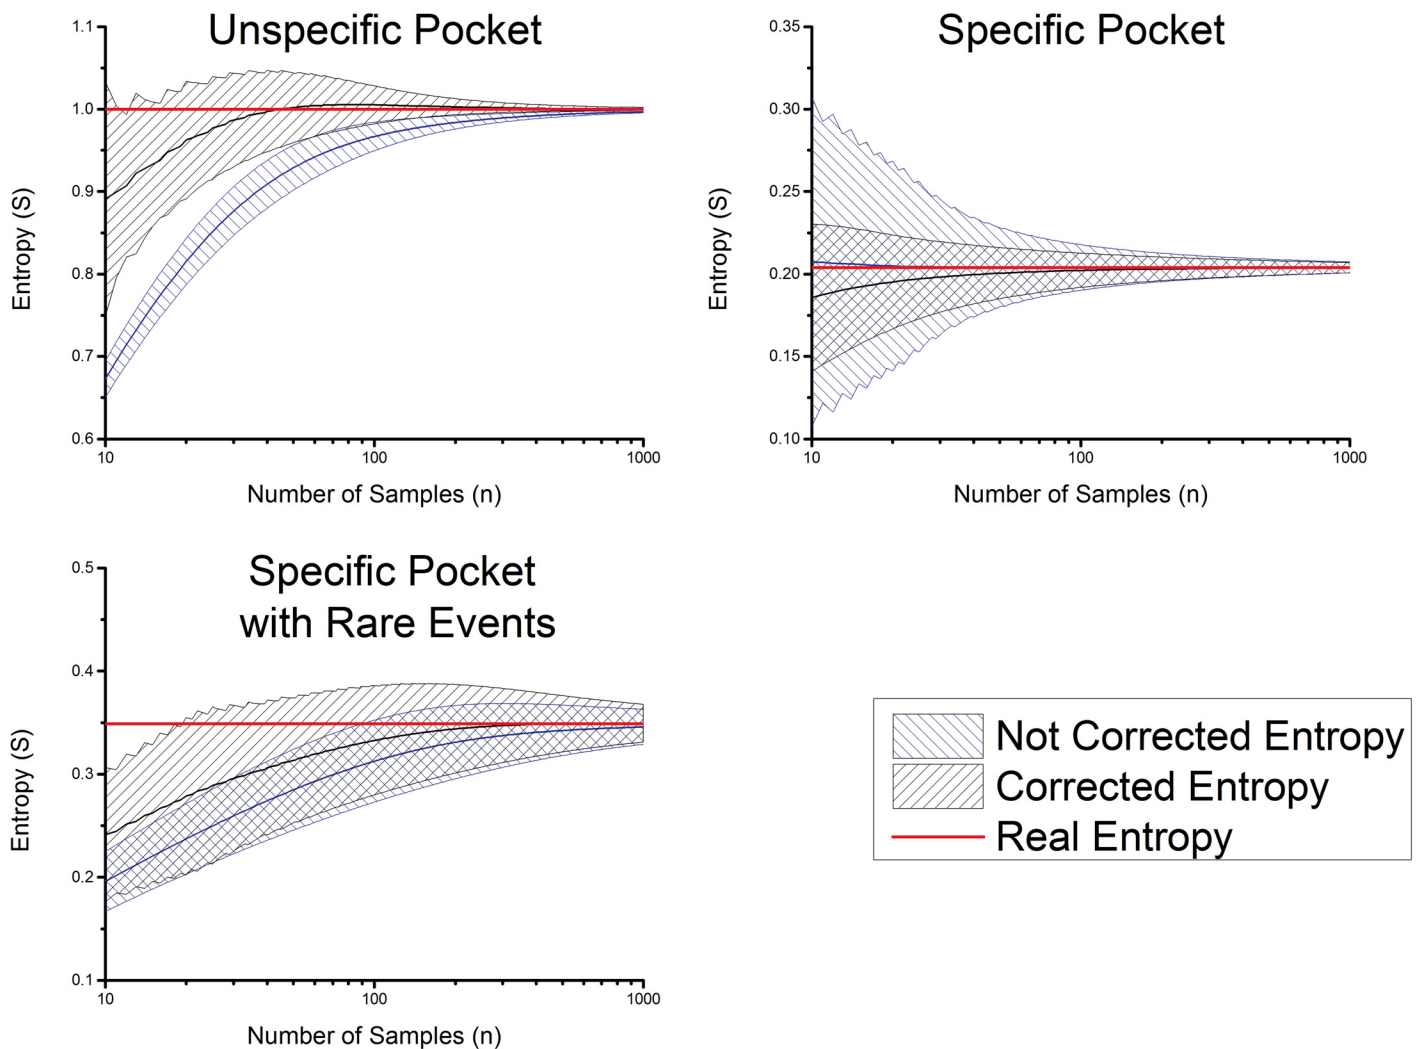 Unspecific Pocket
1.1
1.0
0.9
0.8
0.7
0.6
Entropy (S)
10
100
1000
Number of Samples (n)
Specific Pocket
0.35
0.30
0.25
0.20
0.15
0.10
Entropy (S)
10
100
1000
Number of Samples (n)
Specific Pocket
with Rare Events
0.5
0.4
0.3
0.2
0.1
Entropy (S)
10
100
1000
Number of Samples (n)
Not Corrected Entropy
Corrected Entropy
Real Entropy